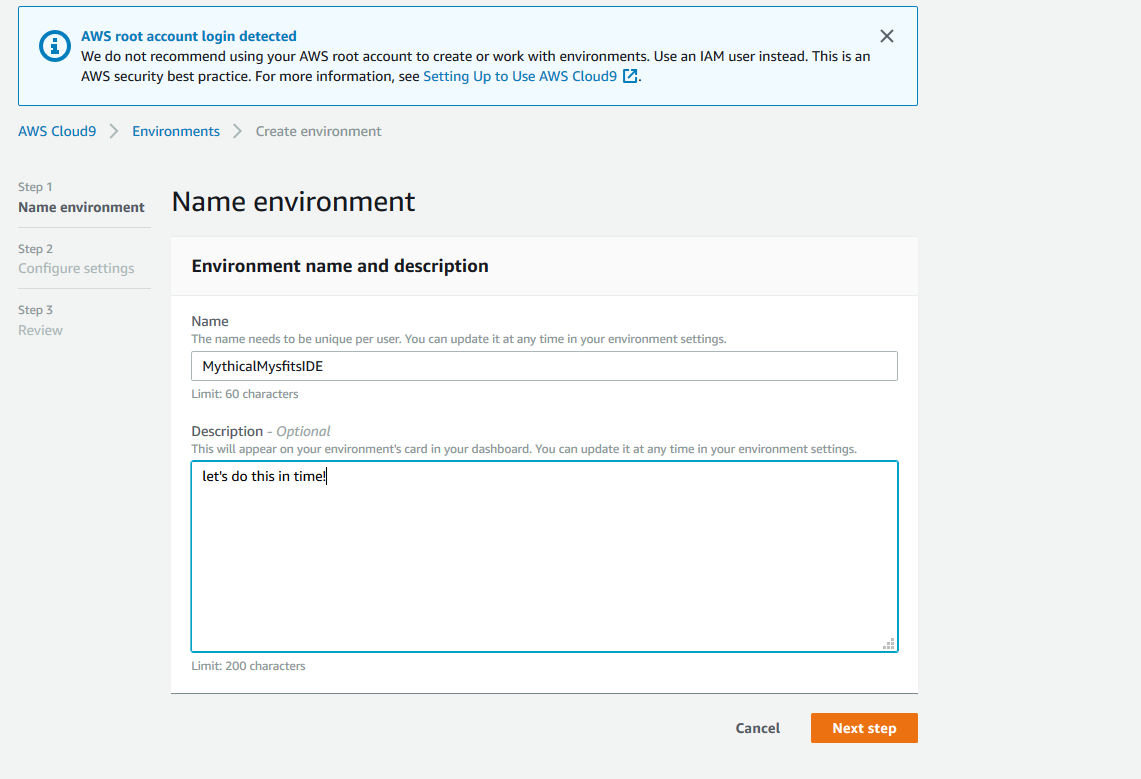 AWS root account login detected
We do not recommend using your AWS root account to create or work with environments. Use an IAM user instead. This is an
AWS security best practice. For more information, see Setting Up to Use AWS Cloud9.
AWS Cloud9 > Environments > Create environment
Step 1
Name environment
Step 2
Configure settings
Step 3
Review
Name environment
Environment name and description
Name
The name needs to be unique per user. You can update it at any time in your environment settings.
MythicalMysfitsIDE
Limit: 60 characters
Description - Optional
This will appear on your environment's card in your dashboard. You can update it at any time in your environment settings.
let's do this in time!
Limit: 200 characters
Cancel
Next step